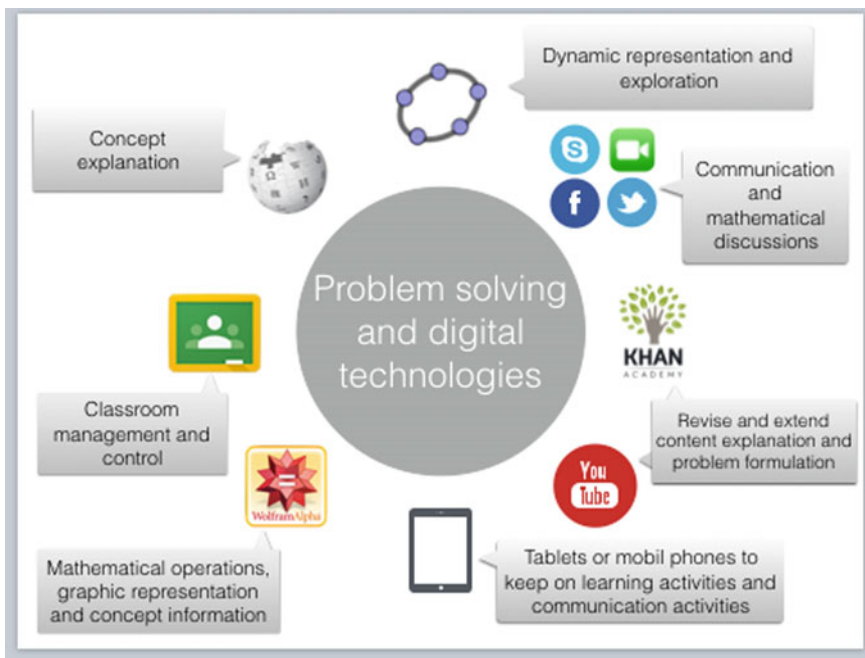 Dynamic representation and
exploration
Concept
explanation
Communication
and
mathematical
discussions
Problem solving
and digital
technologies
KHAN
ACADEMY
Classroom
management and
control
Revise and extend
content explanation and
problem formulation
You
Tube
WolframAlpha
Mathematical operations,
graphic representation
and concept information
Tablets or mobil phones to
keep on learning activities and
communication activities